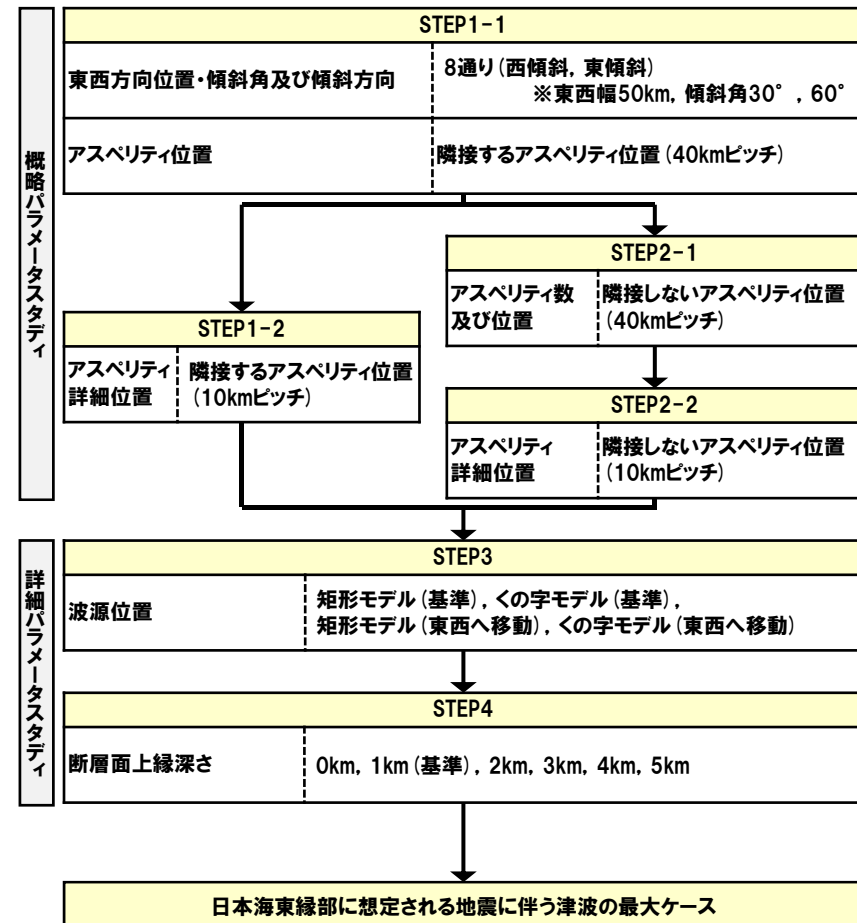 概略パラメータスタディ
STEP1-1
東西方向位置・傾斜角及び傾斜方向
8通り(西傾斜, 東傾斜)
※東西幅50km, 傾斜角30°, 60°
アスペリティ位置
隣接するアスペリティ位置(40kmピッチ)
STEP1-2
アスペリティ
詳細位置
隣接するアスペリティ位置
(10kmピッチ)
STEP2-1
アスペリティ数
及び位置
隣接しないアスペリティ位置
(40kmピッチ)
STEP2-2
アスペリティ
詳細位置
隣接しないアスペリティ位置
(10kmピッチ)
詳細パラメータスタディ
STEP3
波源位置
矩形モデル(基準), くの字モデル(基準),
矩形モデル(東西へ移動), くの字モデル(東西へ移動)
STEP4
断層面上縁深さ
0km, 1km(基準), 2km, 3km, 4km, 5km
日本海東縁部に想定される地震に伴う津波の最大ケース